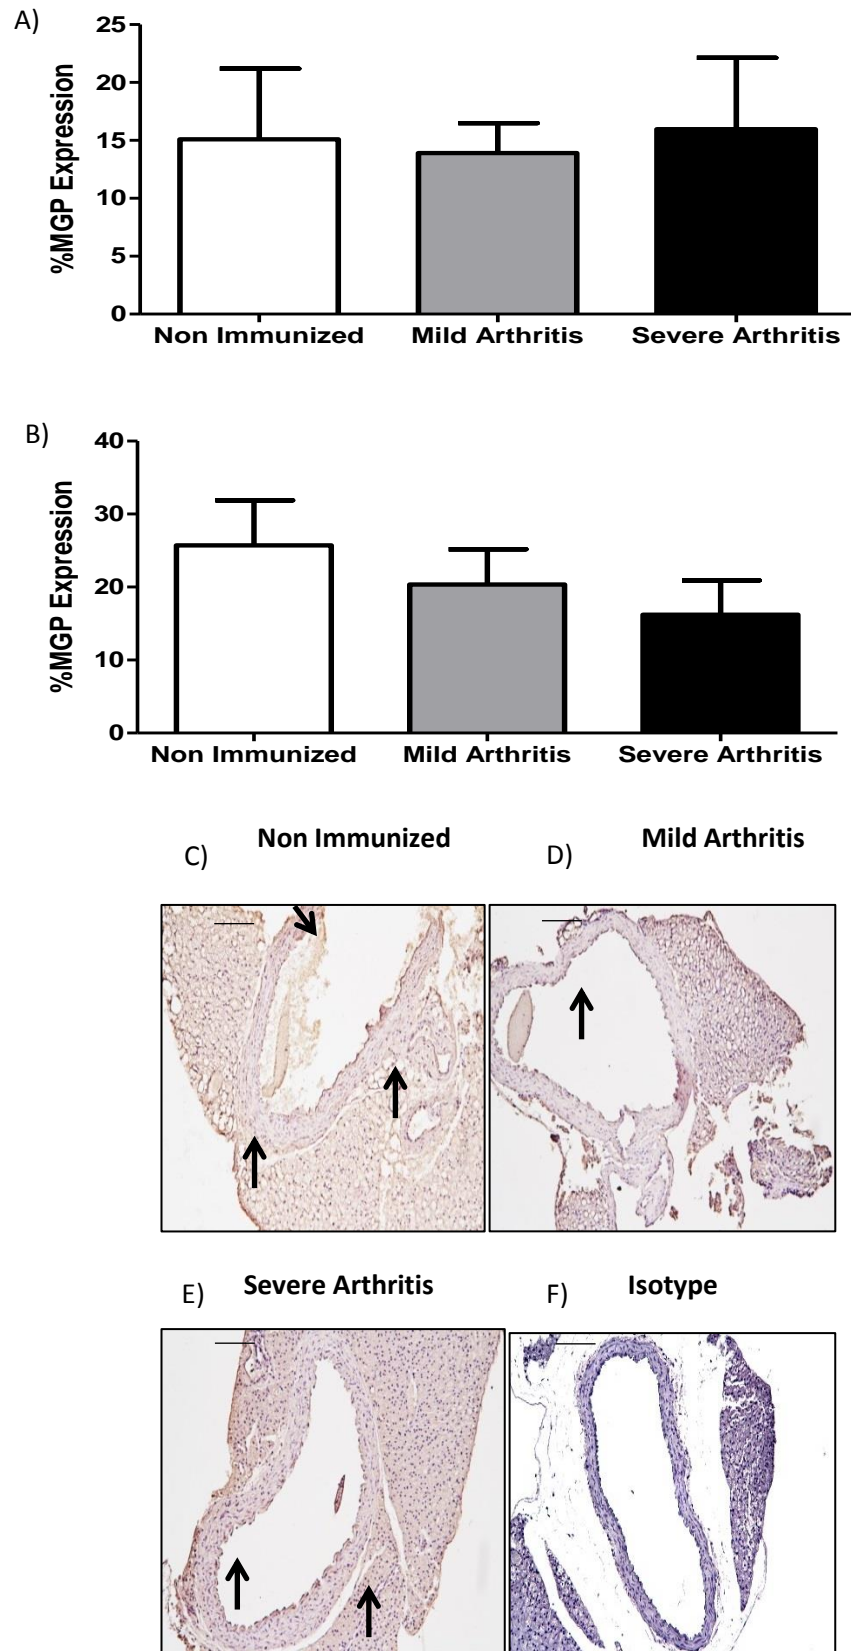 A)
25
20
15
10
5
0
%MGP Expression
Non Immunized Mild Arthritis Severe Arthritis
B)
40
30
20
10
0
%MGP Expression
Non Immunized Mild Arthritis Severe Arthritis
C) Non Immunized D) Mild Arthritis
E) Severe Arthritis F) Isotype